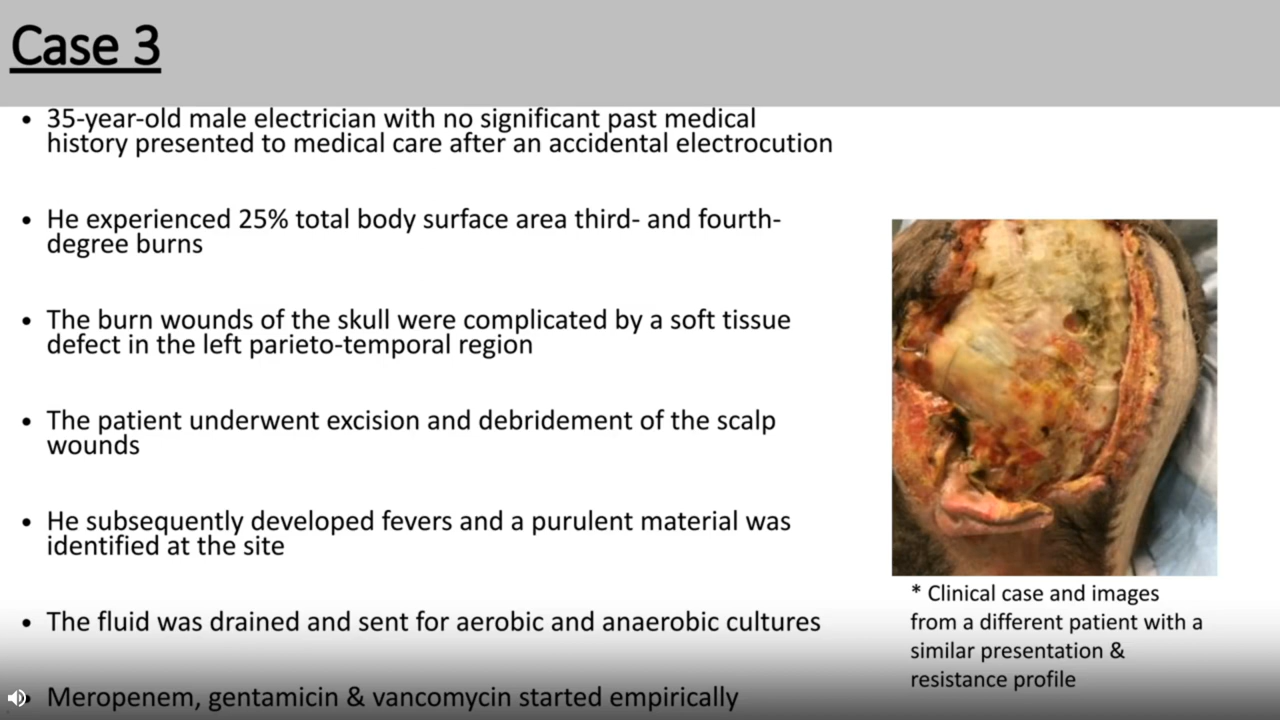 Case 3
• 35-year-old male electrician with no significant past medical
history presented to medical care after an accidental electrocution
• He experienced 25% total body surface area third- and fourth-
degree burns
• The burn wounds of the skull were complicated by a soft tissue
defect in the left parieto-temporal region
• The patient underwent excision and debridement of the scalp
wounds
• He subsequently developed fevers and a purulent material was
identified at the site
• The fluid was drained and sent for aerobic and anaerobic cultures
• Meropenem, gentamicin & vancomycin started empirically
* Clinical case and images
from a different patient with a
similar presentation &
resistance profile